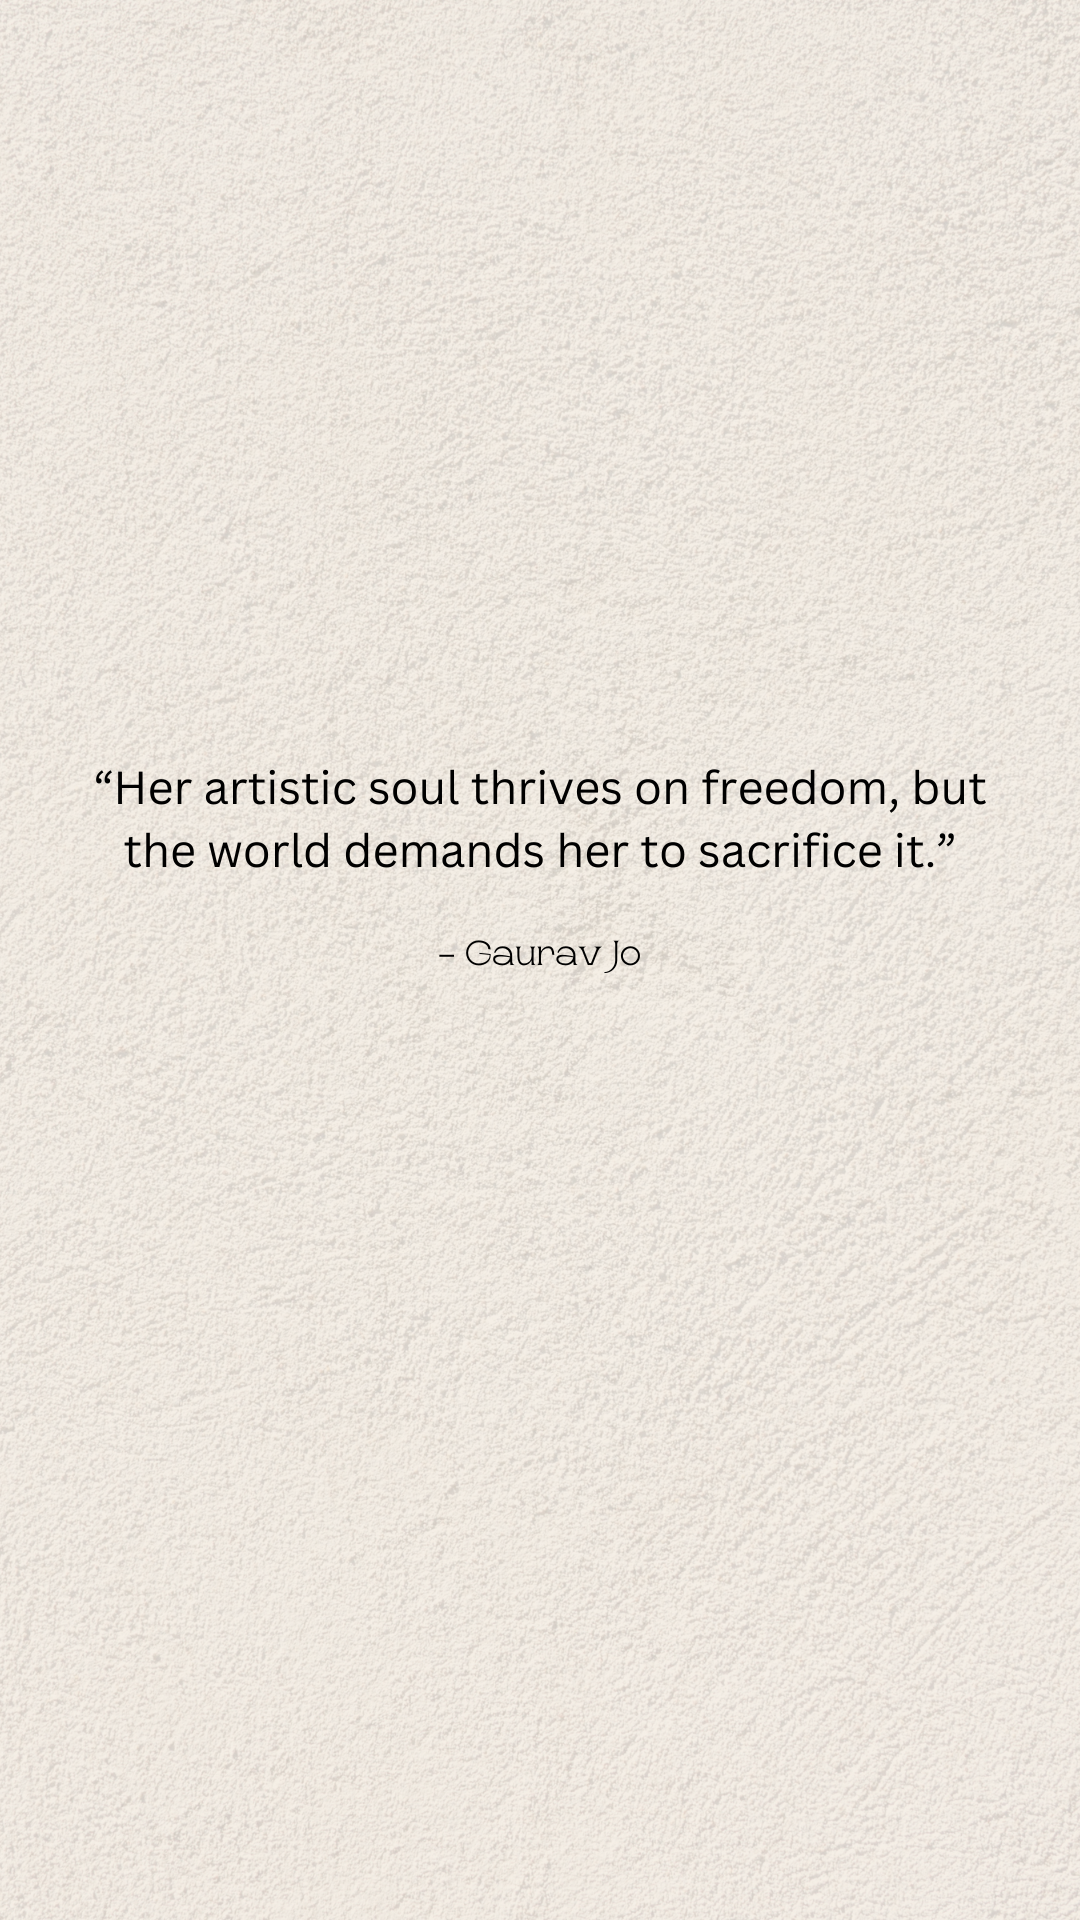 “Her artistic soul thrives on freedom, but
the world demands her to sacrifice it.”
– Gaurav Jo